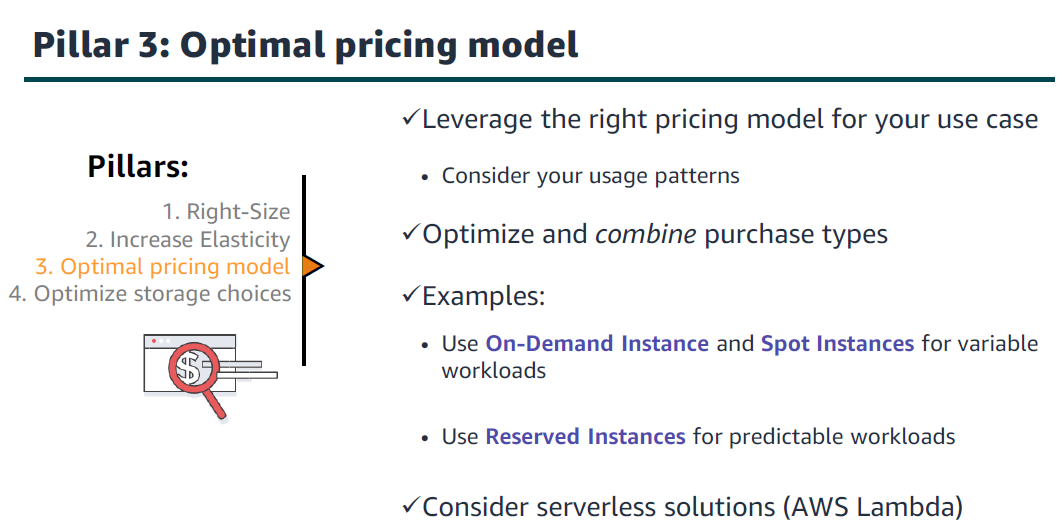 Pillar 3: Optimal pricing model
Pillars:
1. Right-Size
2. Increase Elasticity
3. Optimal pricing model
4. Optimize storage choices
$
✓Leverage the right pricing model for your use case
• Consider your usage patterns
✓Optimize and combine purchase types
✓Examples:
• Use On-Demand Instance and Spot Instances for variable
workloads
• Use Reserved Instances for predictable workloads
✓Consider serverless solutions (AWS Lambda)